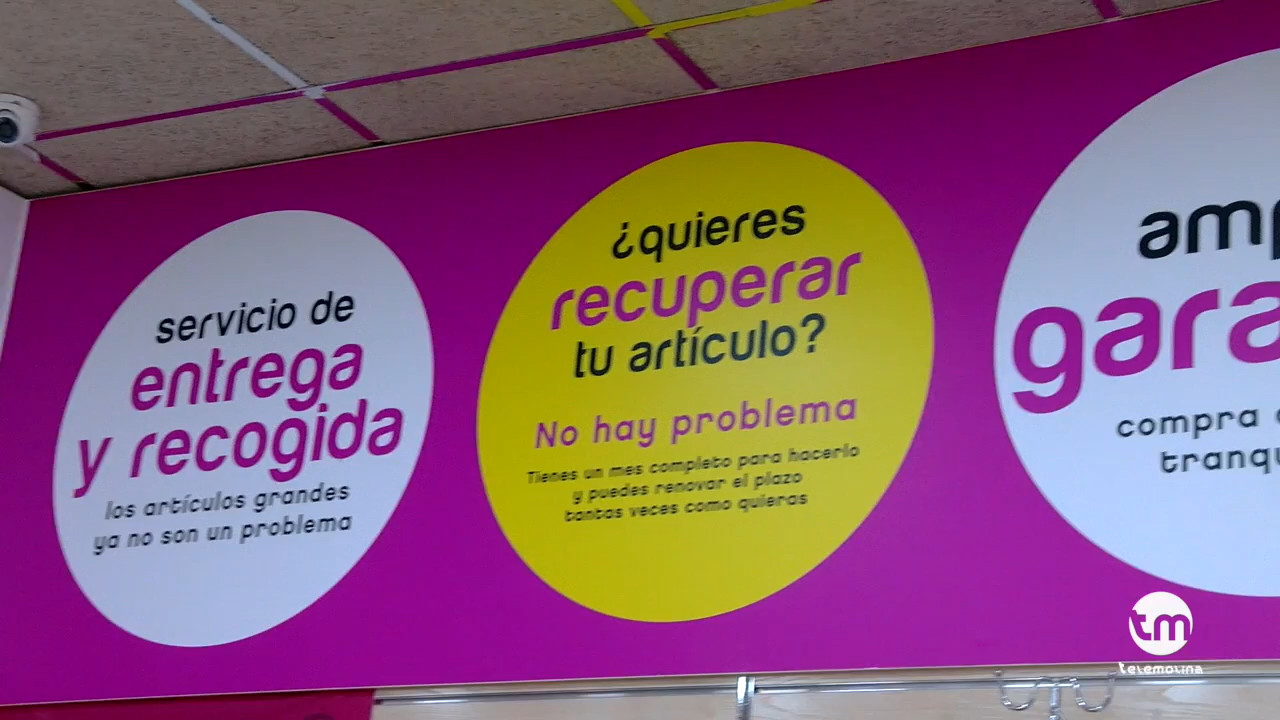 servicio de
entrega
y recogida
los artículos grandes
ya no son un problema
¿quieres
recuperar
tu artículo?
No hay problema
Tienes un mes completo para hacerlo
y puedes renovar el plazo
tantas veces como quieras
compra
tm
telemolina